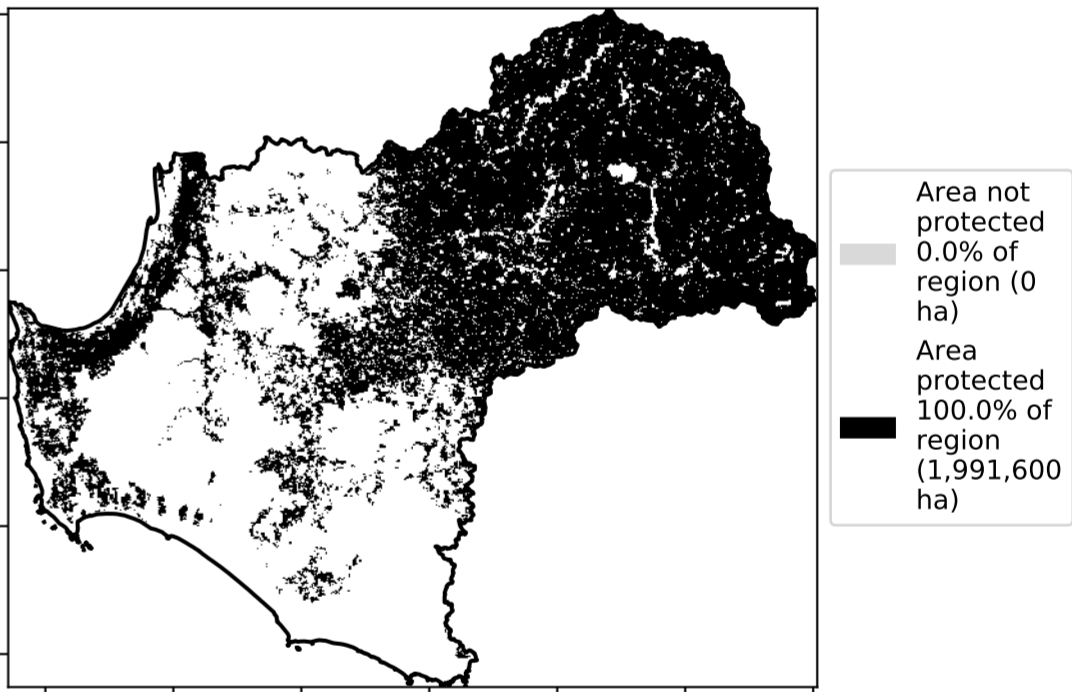 Area not
protected
0.0% of
region (0
ha)
Area
protected
100.0% of
region
(1,991,600
ha)